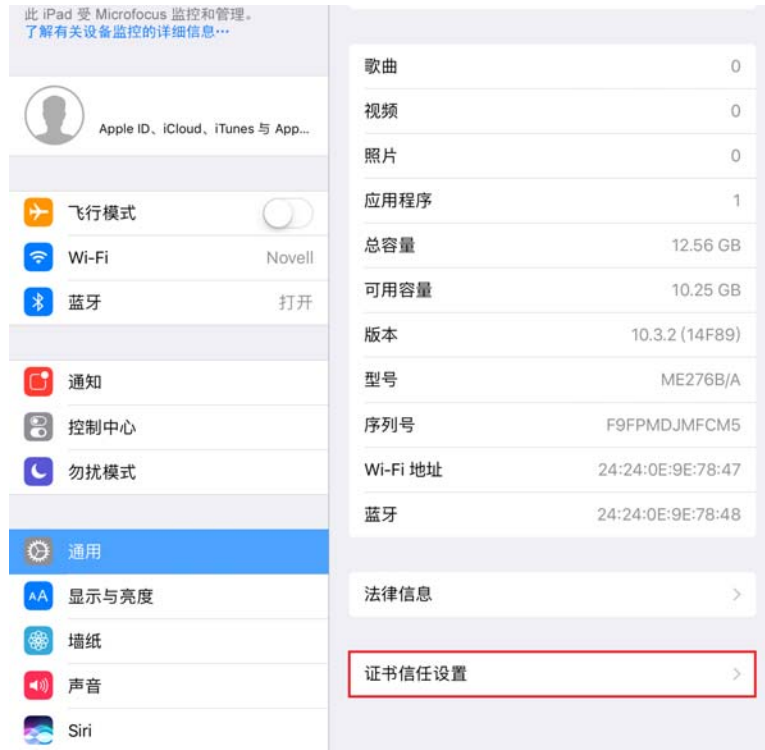 此 iPad 受 Microfocus 监控和管理。
了解有关设备监控的详细信息…
Apple ID、iCloud、iTunes 与 App...
飞行模式
Wi-Fi Novell
蓝牙 打开
通知
控制中心
勿扰模式
通用
AA 显示与亮度
墙纸
声音
Siri
歌曲 0
视频 0
照片 0
应用程序 1
总容量 12.56 GB
可用容量 10.25 GB
版本 10.3.2 (14F89)
型号 ME276B/A
序列号 F9FPMDJMFCM5
Wi-Fi 地址 24:24:0E:9E:78:47
蓝牙 24:24:0E:9E:78:48
法律信息
证书信任设置